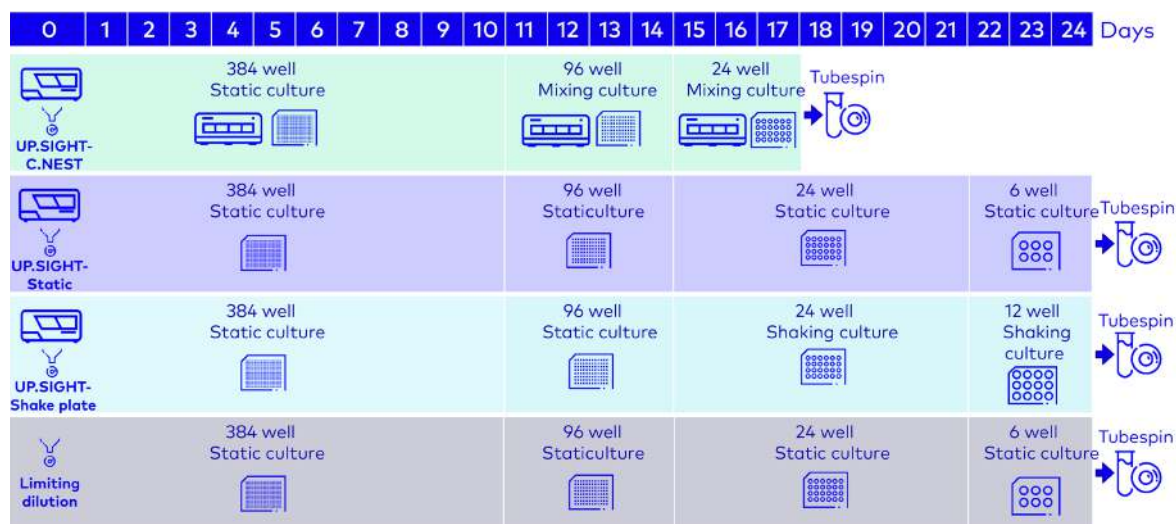 0 1 2 3 4 5 6 7 8 9 10 11 12 13 14 15 16 17 18 19 20 21 22 23 24 Days
384 well
Static culture
96 well
Mixing culture
24 well
Mixing culture
Tubespin
UP.SIGHT-
C.NEST
384 well
Static culture
96 well
Staticulture
24 well
Static culture
6 well
Static culture
Tubespin
UP.SIGHT-
Static
384 well
Static culture
96 well
Static culture
24 well
Shaking culture
12 well
Shaking
culture
Tubespin
UP.SIGHT-
Shake plate
384 well
Static culture
96 well
Staticulture
24 well
Static culture
6 well
Static culture
Tubespin
Limiting
dilution